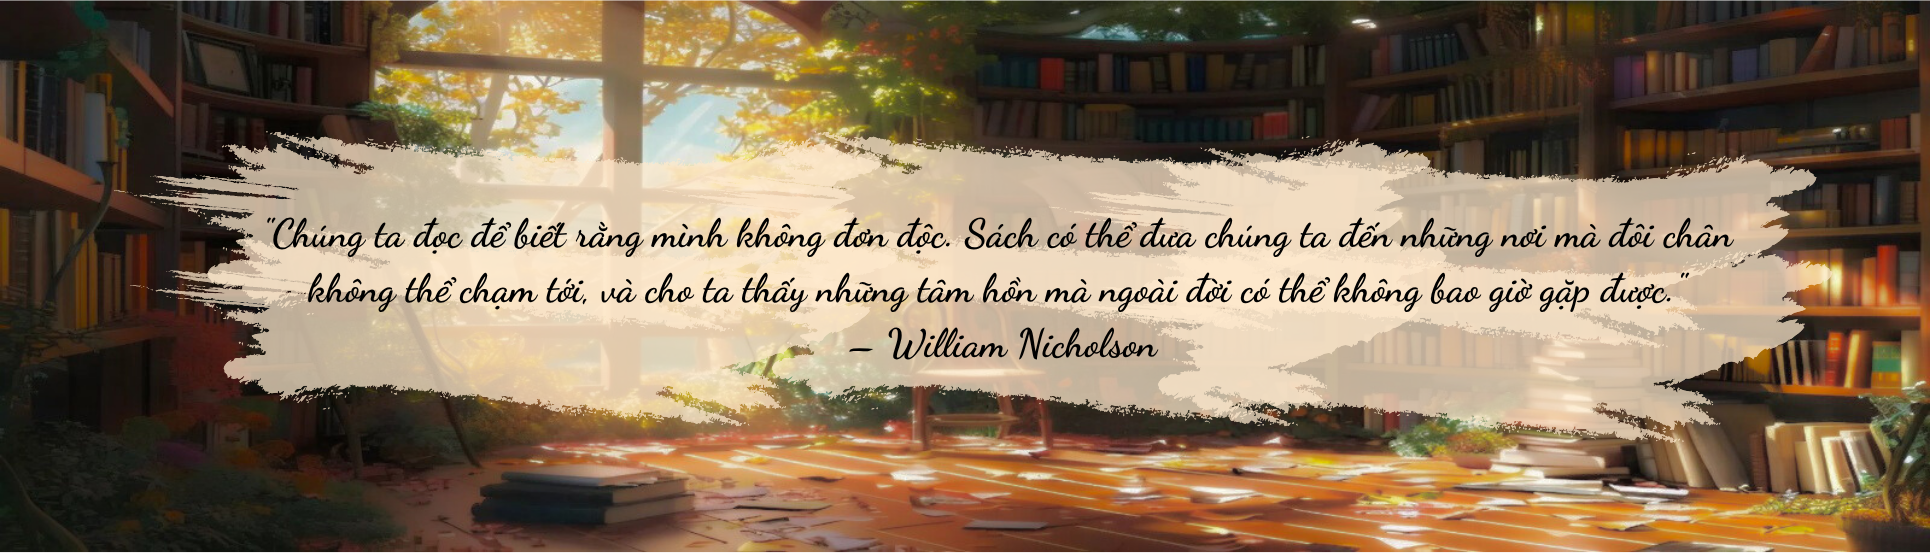 "Chúng ta đọc để biết rằng mình không đơn độc. Sách có thể đưa chúng ta đến những nơi mà đôi chân
không thể chạm tới, và cho ta thấy những tâm hồn mà ngoài đời có thể không bao giờ gặp được."
– William Nicholson